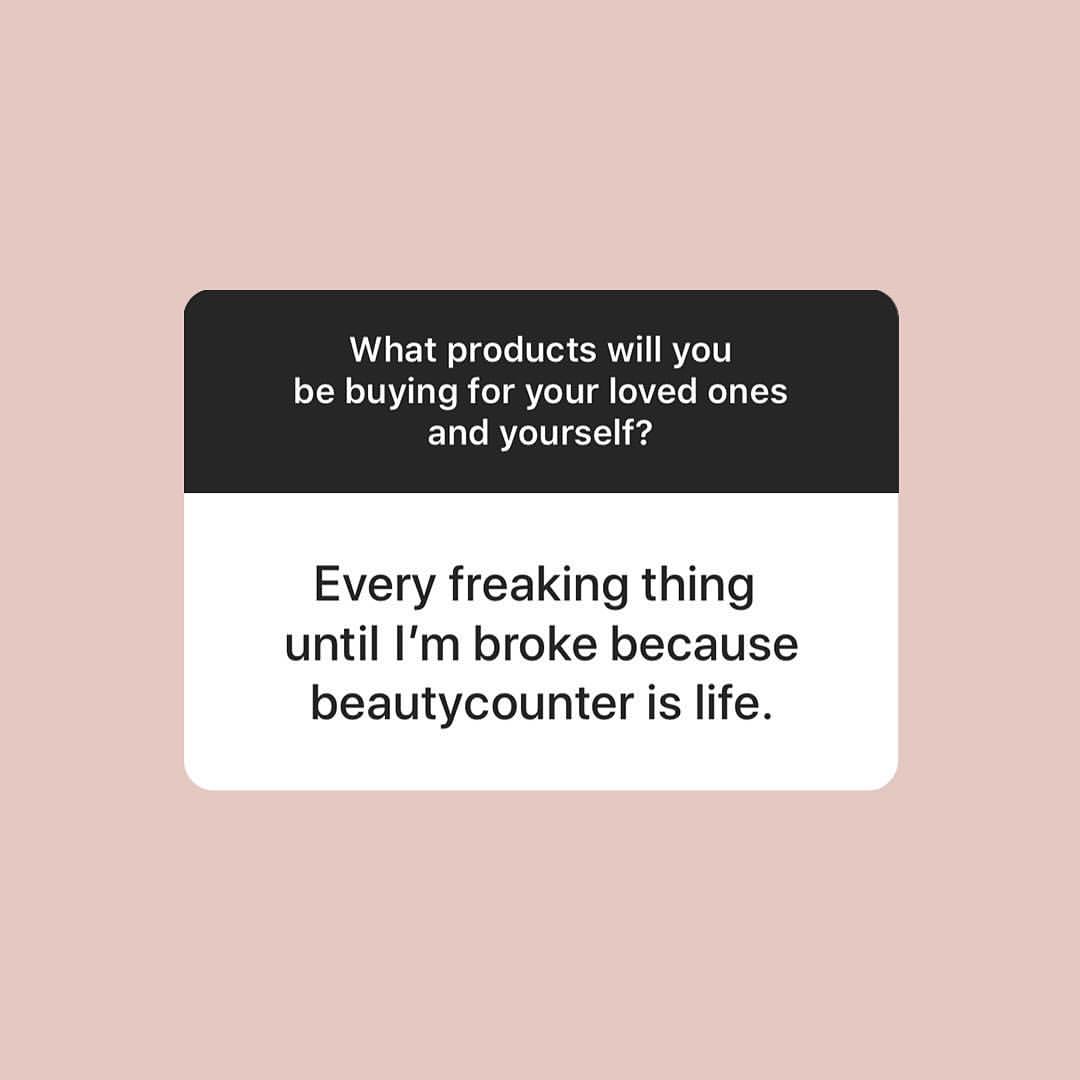 What products will you
be buying for your loved ones
and yourself?
Every freaking thing
until I’m broke because
beautycounter is life.